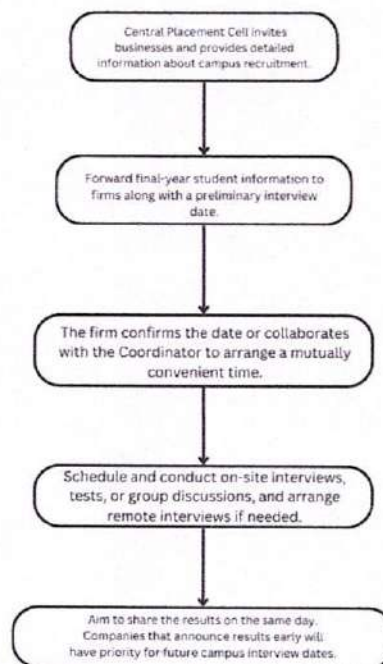 Central Placement Cell invites
businesses and provides detailed
information about campus recruitment.
Forward final-year student information to
firms along with a preliminary interview
date.
The firm confirms the date or collaborates
with the Coordinator to arrange a mutually
convenient time.
Schedule and conduct on-site interviews,
tests, or group discussions, and arrange
remote interviews if needed.
Aim to share the results on the same day.
Companies that announce results early will
have priority for future campus interview dates.